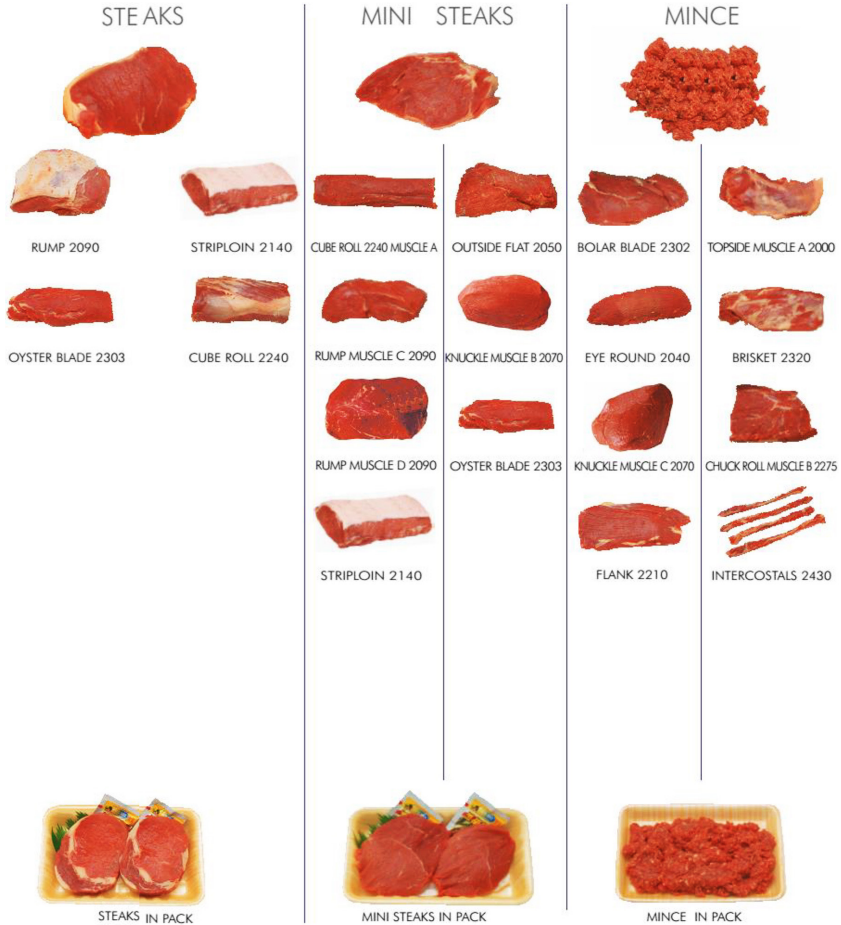 STEAKS
MINI STEAKS
MINCE
RUMP 2090
STRIPLOIN 2140
CUBE ROLL 2240 MUSCLE A
OUTSIDE FLAT 2050
BOLAR BLADE 2302
TOPSIDE MUSCLE A 2000
OYSTER BLADE 2303
CUBE ROLL 2240
RUMP MUSCLE C 2090
KNUCKLE MUSCLE B 2070
EYE ROUND 2040
BRISKET 2320
RUMP MUSCLE D 2090
OYSTER BLADE 2303
KNUCKLE MUSCLE C 2070
CHUCK ROLL MUSCLE B 2275
STRIPLOIN 2140
FLANK 2210
INTERCOSTALS 2430
STEAKS IN PACK
MINI STEAKS IN PACK
MINCE IN PACK